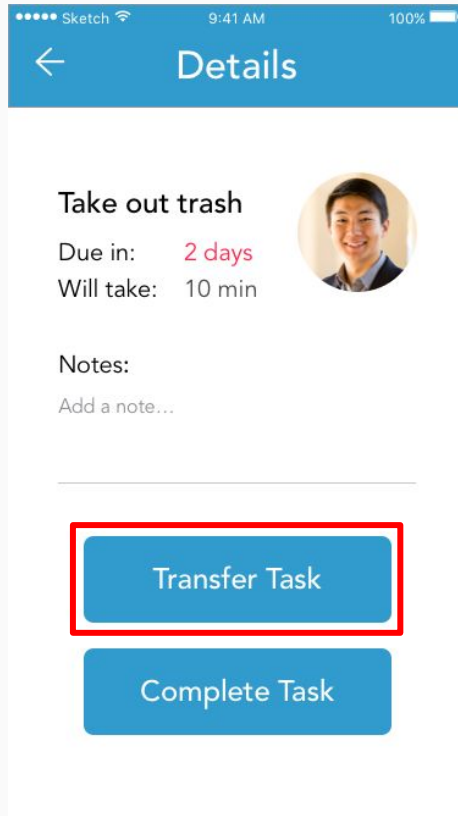 Sketch 9:41 AM 100%
Details
Take out trash
Due in: 2 days
Will take: 10 min
Notes:
Add a note...
Transfer Task
Complete Task